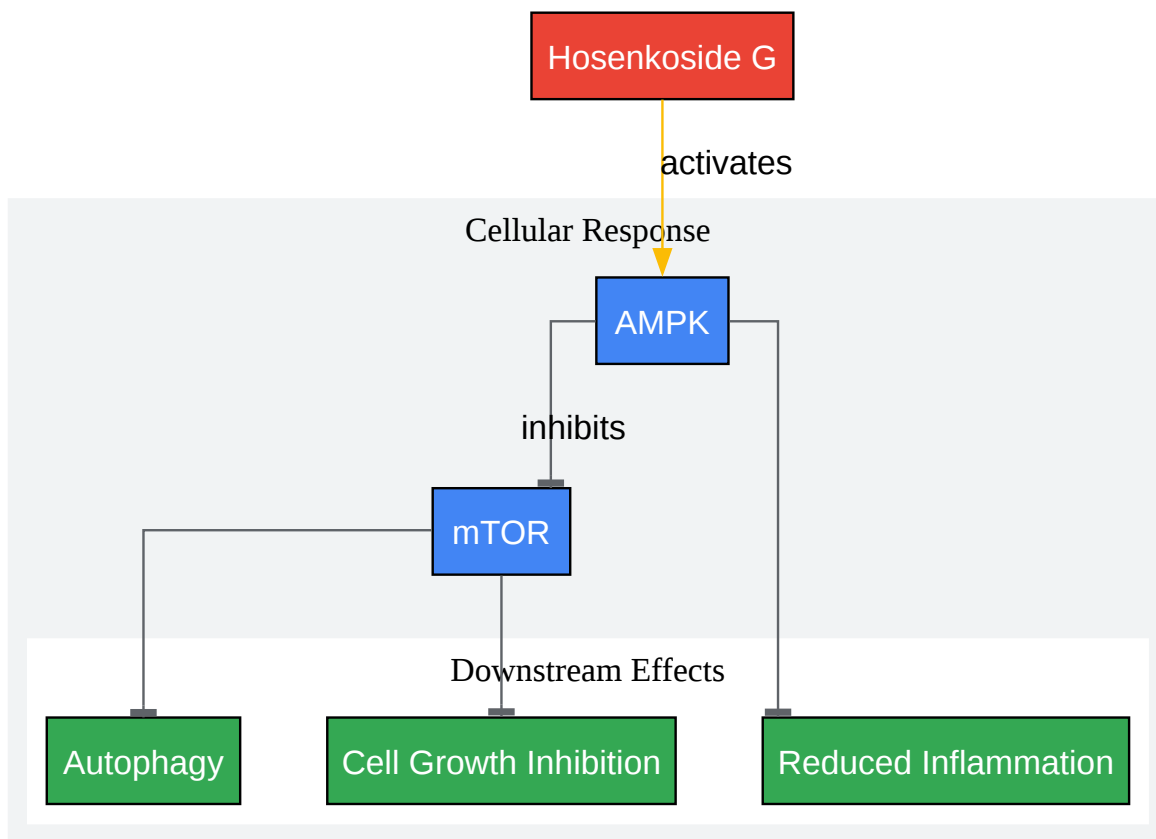 Hosenkoside G
activates
Cellular Response
AMPK
inhibits
mTOR
Downstream Effects
Autophagy
Cell Growth Inhibition
Reduced Inflammation